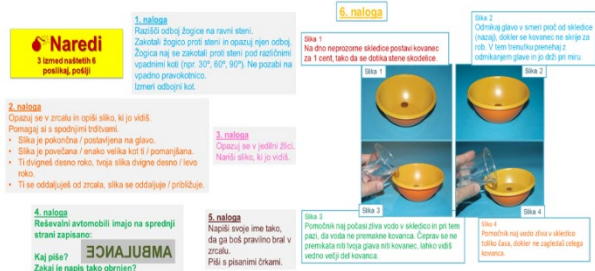 Naredi
3 izmed naštetih 6
poslikaj, pošlji
1. naloga
Razišči odboj žogice na ravni steni.
Zakotali žogico proti steni in opazuj njen odboj.
Žogica naj se zakotali proti steni pod različnimi
vpadnimi koti (npr. 30°, 60°, 90°). Ne pozabi na
vpadno pravokotnico.
Izmeri odbojni kot.
2. naloga
Opazuj se v zrcalu in opiši sliko, ki jo vidiš.
Pomagaj si s spodnjimi trditvami.
• Slika je pokončna / postavljena na glavo.
• Slika je povečana / enako velika kot ti / pomanjšana.
• Ti dvigneš desno roko, tvoja slika dvigne desno / levo
roko.
• Ti se oddaljuješ od zrcala, slika se oddaljuje / približuje.
3. naloga
Opazuj se v jedilni žlici.
Nariši sliko, ki jo vidiš.
4. naloga
Reševalni avtomobili imajo na sprednji
strani zapisano:
Kaj piše?
AMBULANCE
Zakaj je napis tako obrnjen?
5. naloga
Napiši svoje ime tako,
da ga boš pravilno bral v
zrcalu.
Piši s pisanimi črkami.
6. naloga
Slika 1
Na dno neprozorne skledice postavi kovanec
za 1 cent, tako da se dotika stene skodelice.
Slika 2
Odmikaj glavo v smeri proč od skledice
(nazaj), dokler se kovanec ne skrije za
rob. V tem trenutku prenehaj z
odmikanjem glave in jo drži pri miru.
Slika 1
Slika 2
Slika 3
Slika 4
Slika 3
Pomočnik naj počasi zliva vodo v skledico in pri tem
pazi, da voda ne premakne kovanca. Čeprav se ne
premikata niti tvoja glava niti kovanec, lahko vidiš
vedno večji del kovanca.
Slika 4
Pomočnik naj vodo zliva v skledico
toliko časa, dokler ne zagledaš celega
kovanca.